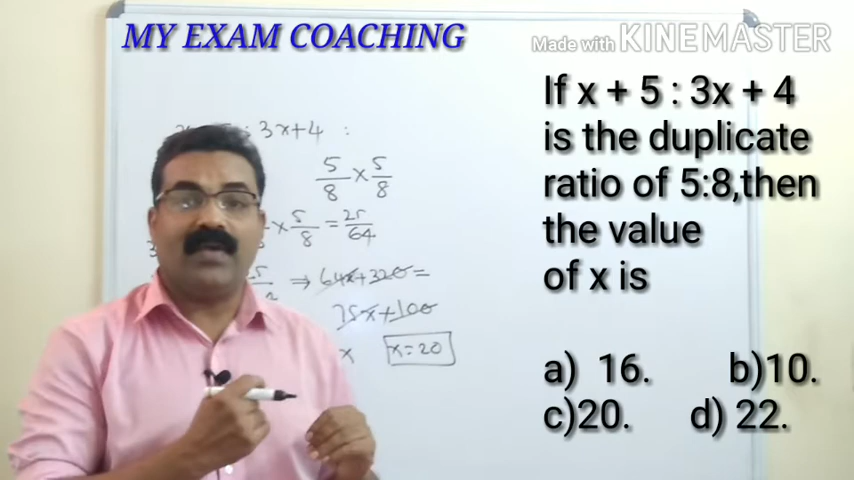 MY EXAM COACHING
Made with KINEMASTER
If x + 5 : 3x + 4
is the duplicate
ratio of 5:8,then
the value
of x is
a) 16. b)10.
c)20. d) 22.
: 3x+4 :
5/8 × 5/8
× 5/8 = 25/64
⇒ 64x+320 =
75x+100
x x=20